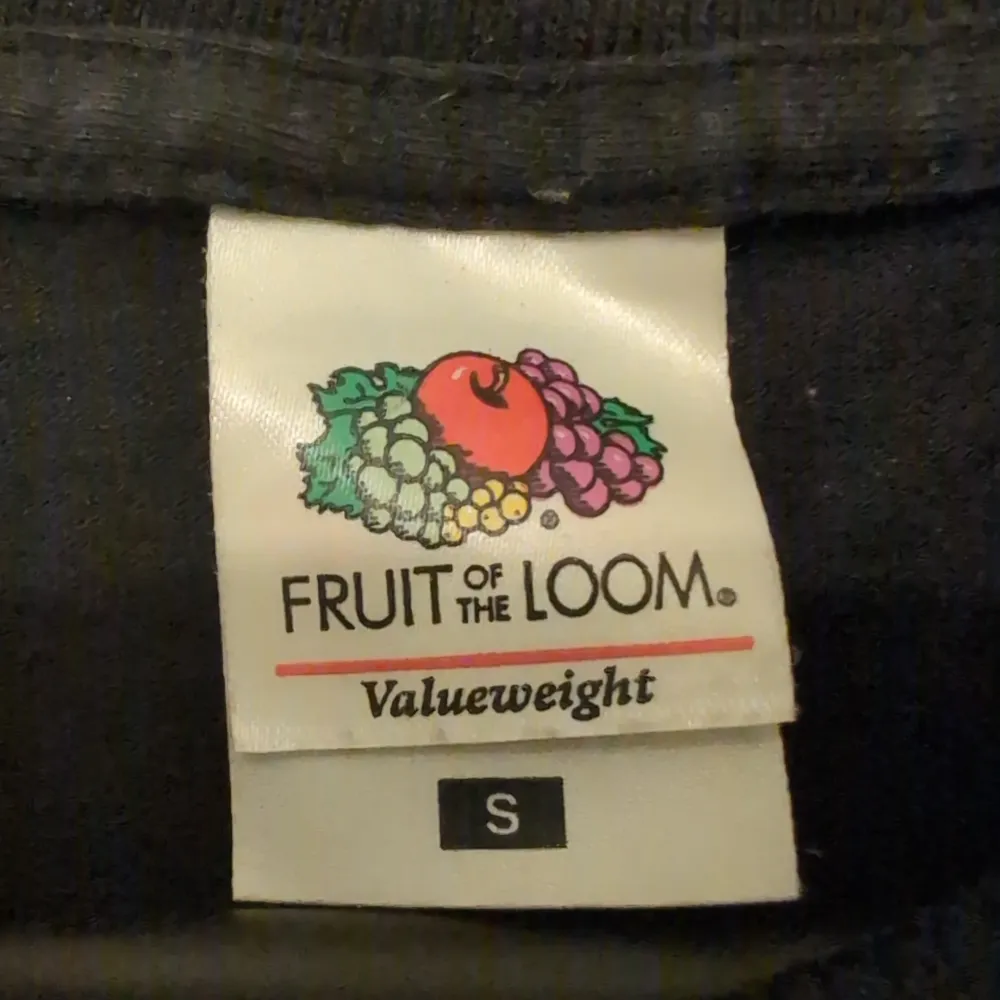 FRUIT OF THE LOOM®
Valueweight
S